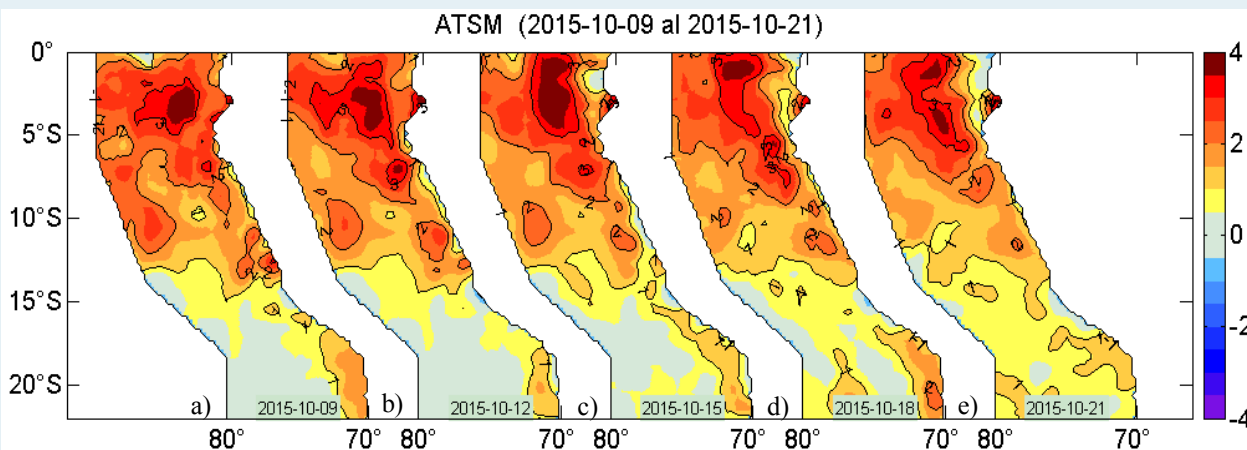 ATSM (2015-10-09 al 2015-10-21)
0°
5°S
10°S
15°S
20°S
4
2
0
-2
-4
a) 2015-10-09
b) 2015-10-12
c) 2015-10-15
d) 2015-10-18
e) 2015-10-21
80° 70° 80° 70° 80° 70° 80° 70° 80° 70°